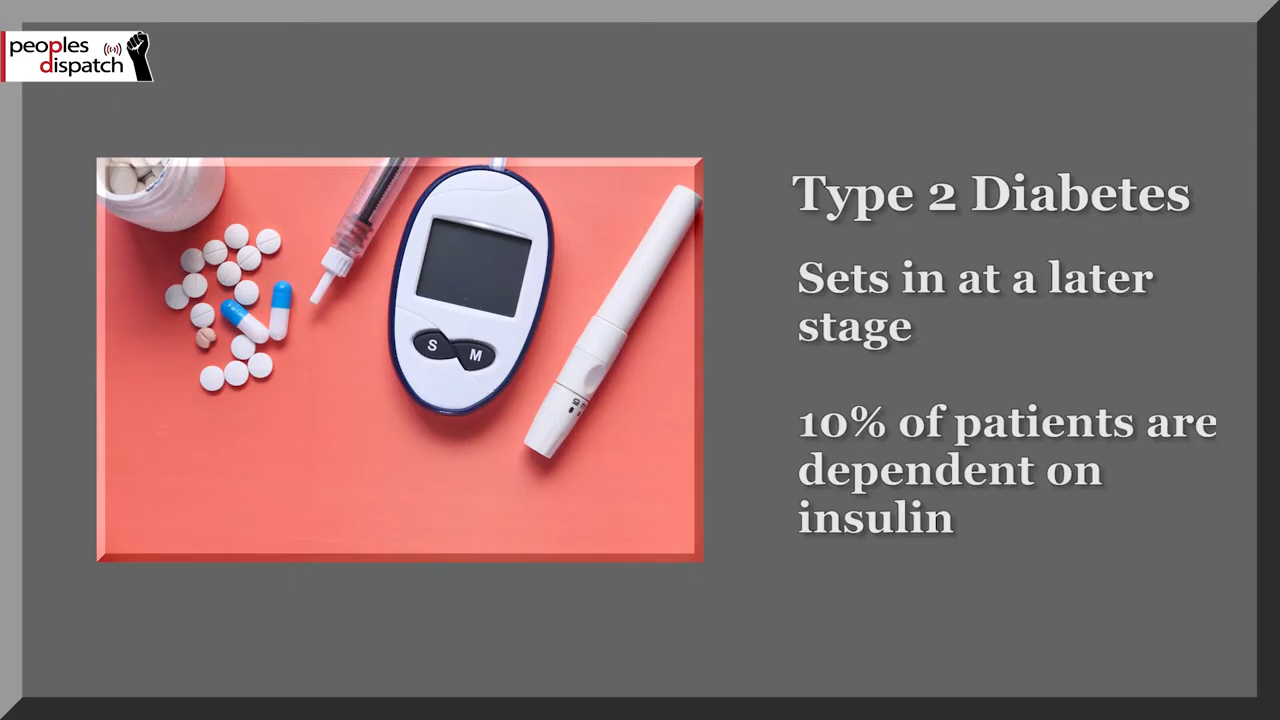 peoples
dispatch
Type 2 Diabetes
Sets in at a later
stage
10% of patients are
dependent on
insulin
S
M